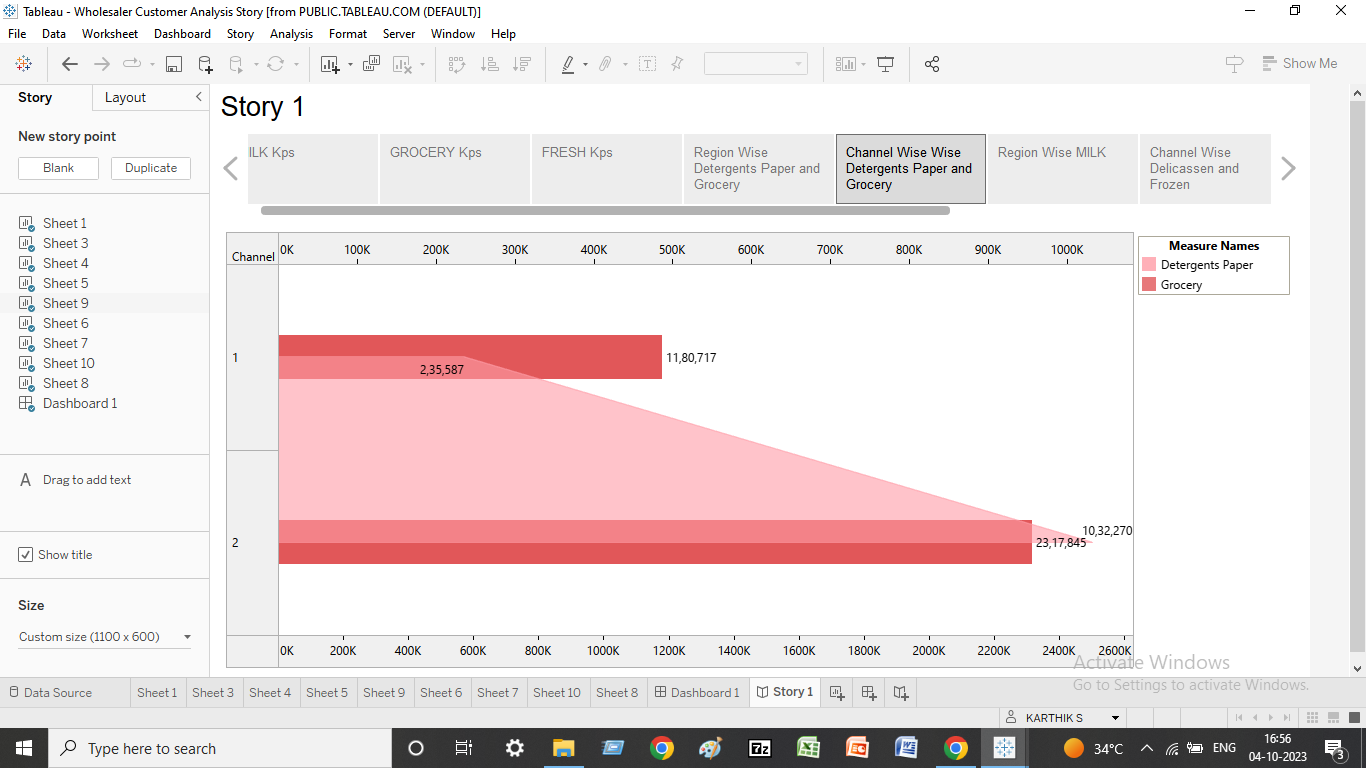 Tableau - Wholesaler Customer Analysis Story [from PUBLIC.TABLEAU.COM (DEFAULT)]
File Data Worksheet Dashboard Story Analysis Format Server Window Help
Show Me
Story Layout
New story point
Blank Duplicate
Sheet 1
Sheet 3
Sheet 4
Sheet 5
Sheet 9
Sheet 6
Sheet 7
Sheet 10
Sheet 8
Dashboard 1
A Drag to add text
Show title
Size
Custom size (1100 x 600)
Story 1
ILK Kps
GROCERY Kps
FRESH Kps
Region Wise
Detergents Paper and
Grocery
Channel Wise Wise
Detergents Paper and
Grocery
Region Wise MILK
Channel Wise
Delicassen and
Frozen
Channel
0K 100K 200K 300K 400K 500K 600K 700K 800K 900K 1000K
1
11,80,717
2,35,587
2
10,32,270
23,17,845
0K 200K 400K 600K 800K 1000K 1200K 1400K 1600K 1800K 2000K 2200K 2400K 2600K
Measure Names
Detergents Paper
Grocery
Activate Windows
Go to Settings to activate Windows.
Data Source Sheet 1 Sheet 3 Sheet 4 Sheet 5 Sheet 9 Sheet 6 Sheet 7 Sheet 10 Sheet 8 Dashboard 1 Story 1
KARTHIK S
Type here to search
7z
34°C
ENG
16:56
04-10-2023
3